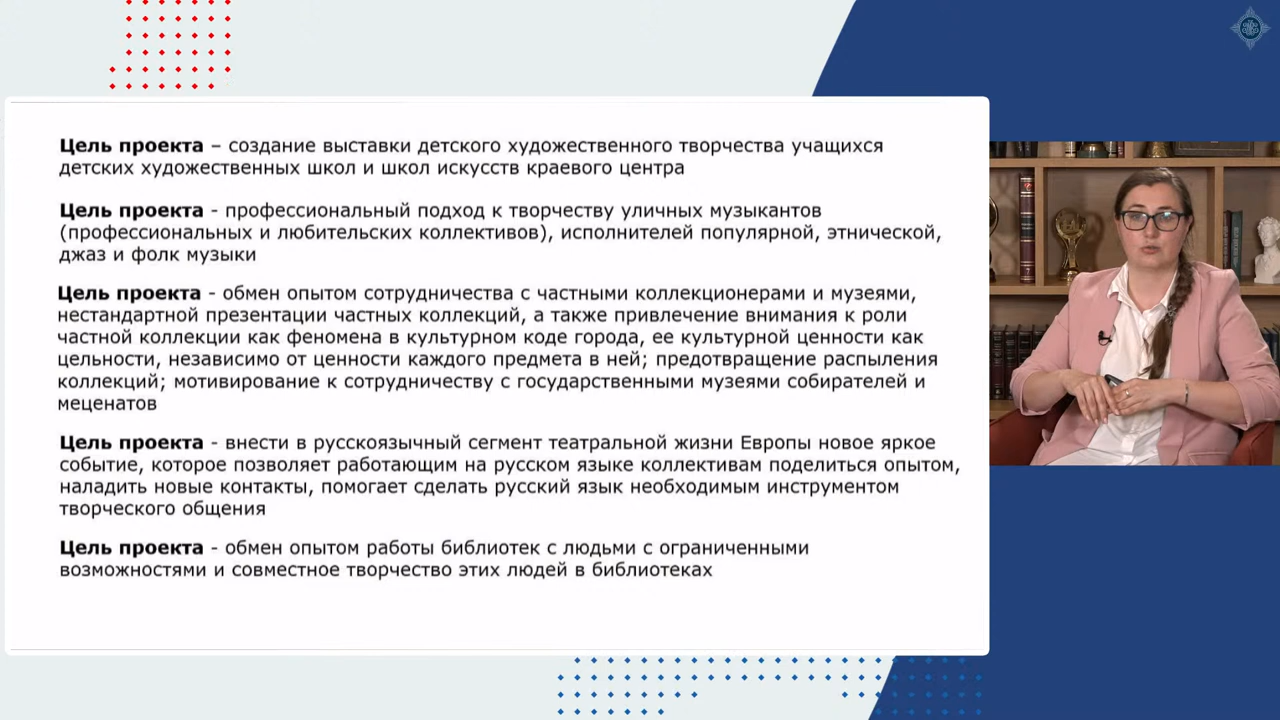 Цель проекта – создание выставки детского художественного творчества учащихся
детских художественных школ и школ искусств краевого центра
Цель проекта - профессиональный подход к творчеству уличных музыкантов
(профессиональных и любительских коллективов), исполнителей популярной, этнической,
джаз и фолк музыки
Цель проекта - обмен опытом сотрудничества с частными коллекционерами и музеями,
нестандартной презентации частных коллекций, а также привлечение внимания к роли
частной коллекции как феномена в культурном коде города, ее культурной ценности как
цельности, независимо от ценности каждого предмета в ней; предотвращение распыления
коллекций; мотивирование к сотрудничеству с государственными музеями собирателей и
меценатов
Цель проекта - внести в русскоязычный сегмент театральной жизни Европы новое яркое
событие, которое позволяет работающим на русском языке коллективам поделиться опытом,
наладить новые контакты, помогает сделать русский язык необходимым инструментом
творческого общения
Цель проекта - обмен опытом работы библиотек с людьми с ограниченными
возможностями и совместное творчество этих людей в библиотеках